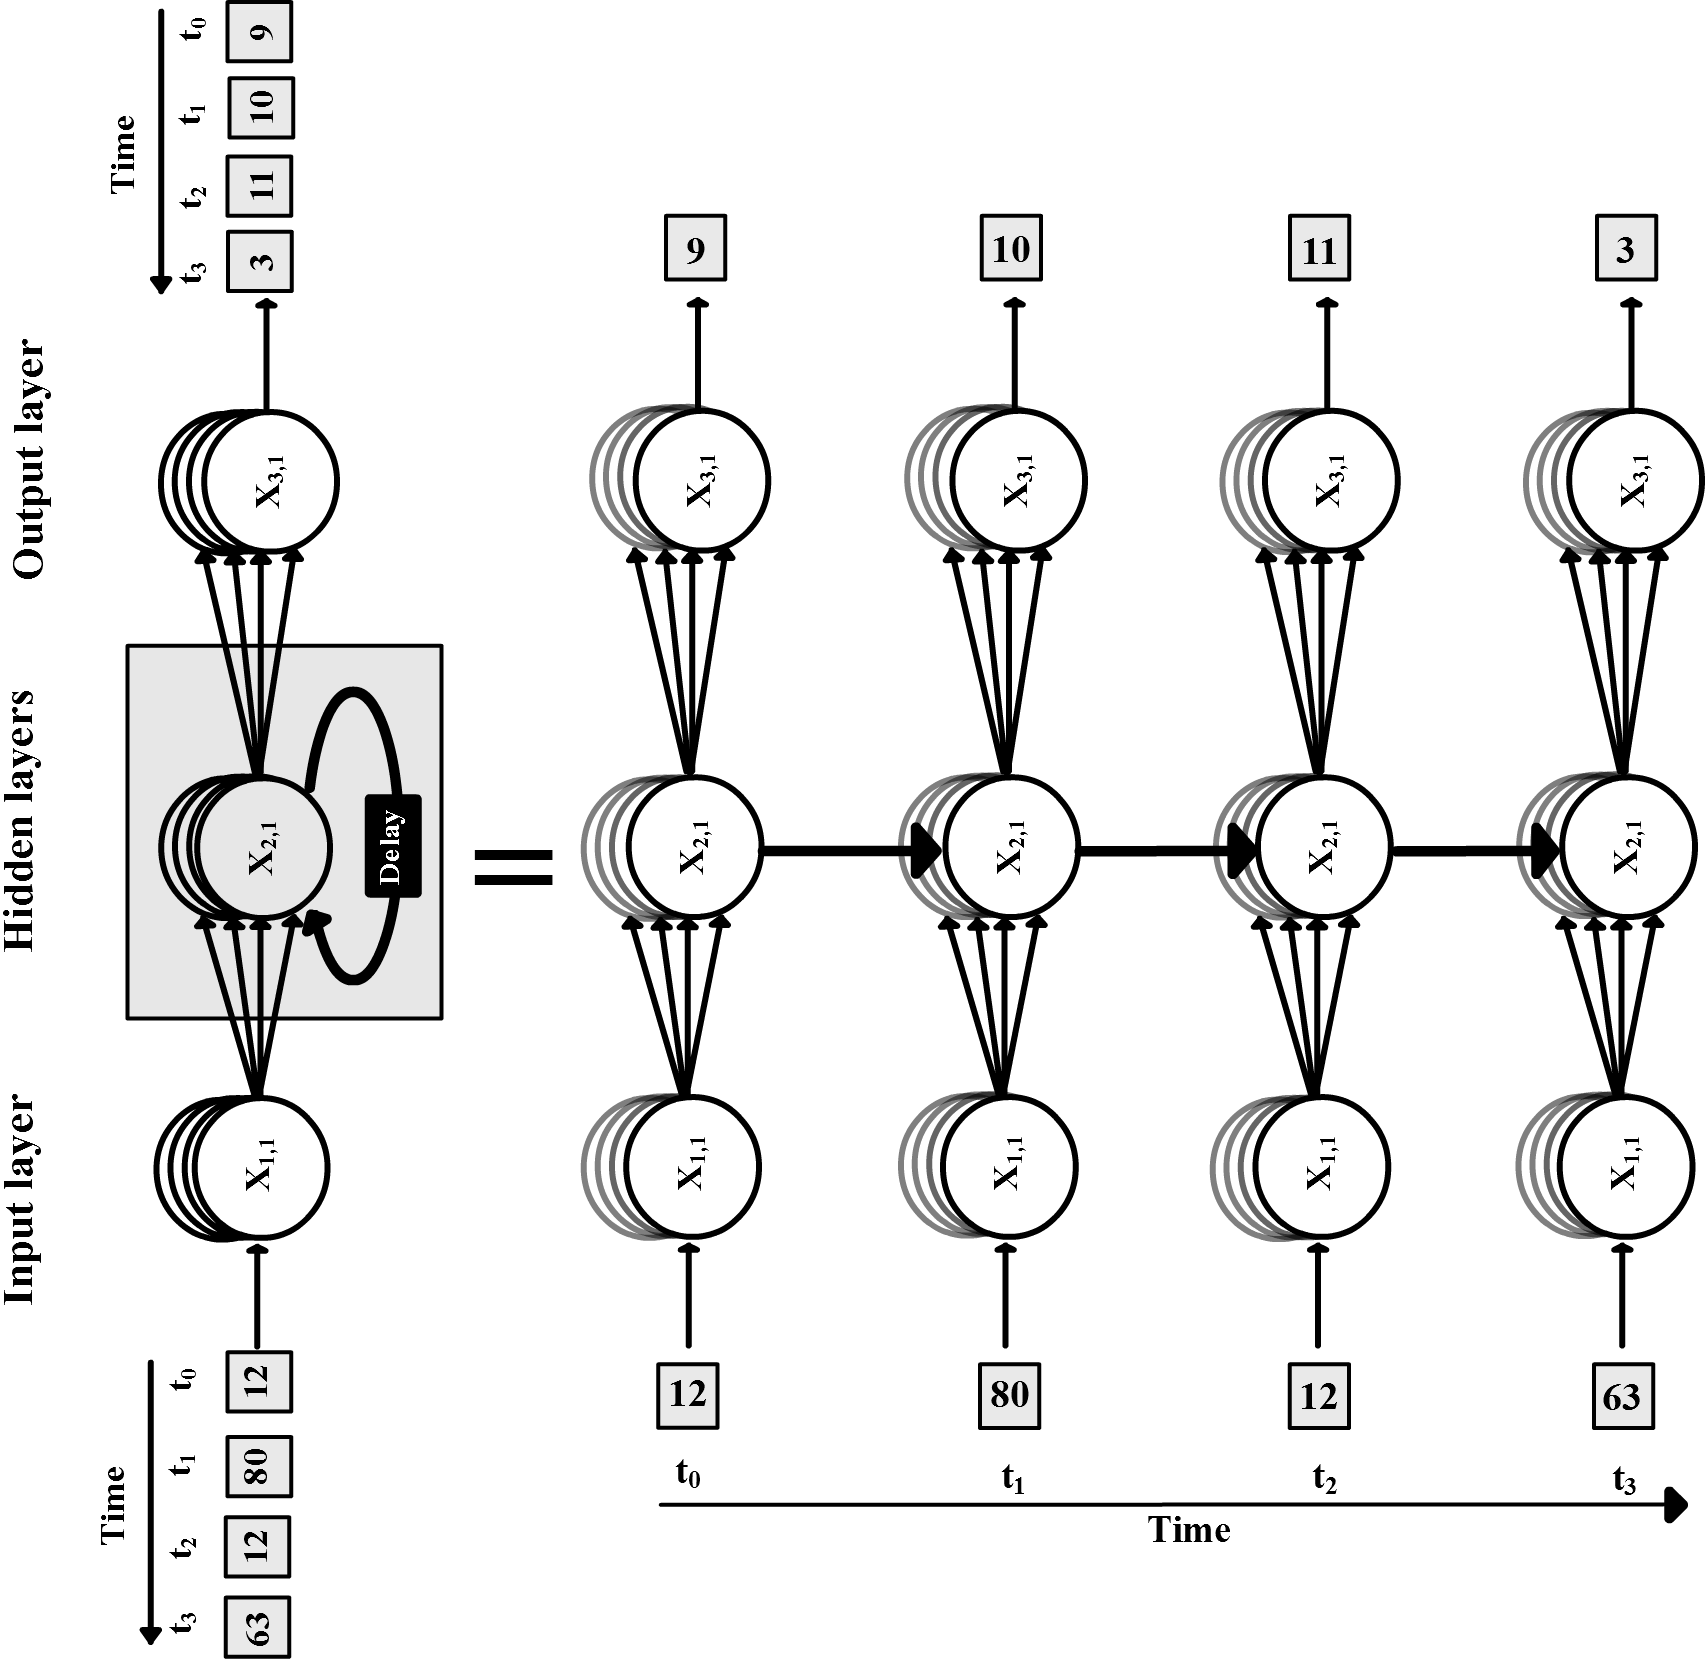 Time
t₀ 9
t₁ 10
t₂ 11
t₃ 3
9 10 11 3
Output layer
X₃,₁ X₃,₁ X₃,₁ X₃,₁ X₃,₁
Hidden layers
X₂,₁ Delay = X₂,₁ X₂,₁ X₂,₁ X₂,₁
Input layer
X₁,₁ X₁,₁ X₁,₁ X₁,₁ X₁,₁
Time
t₀ 12
t₁ 80
t₂ 12
t₃ 63
12 80 12 63
t₀ t₁ t₂ t₃
Time